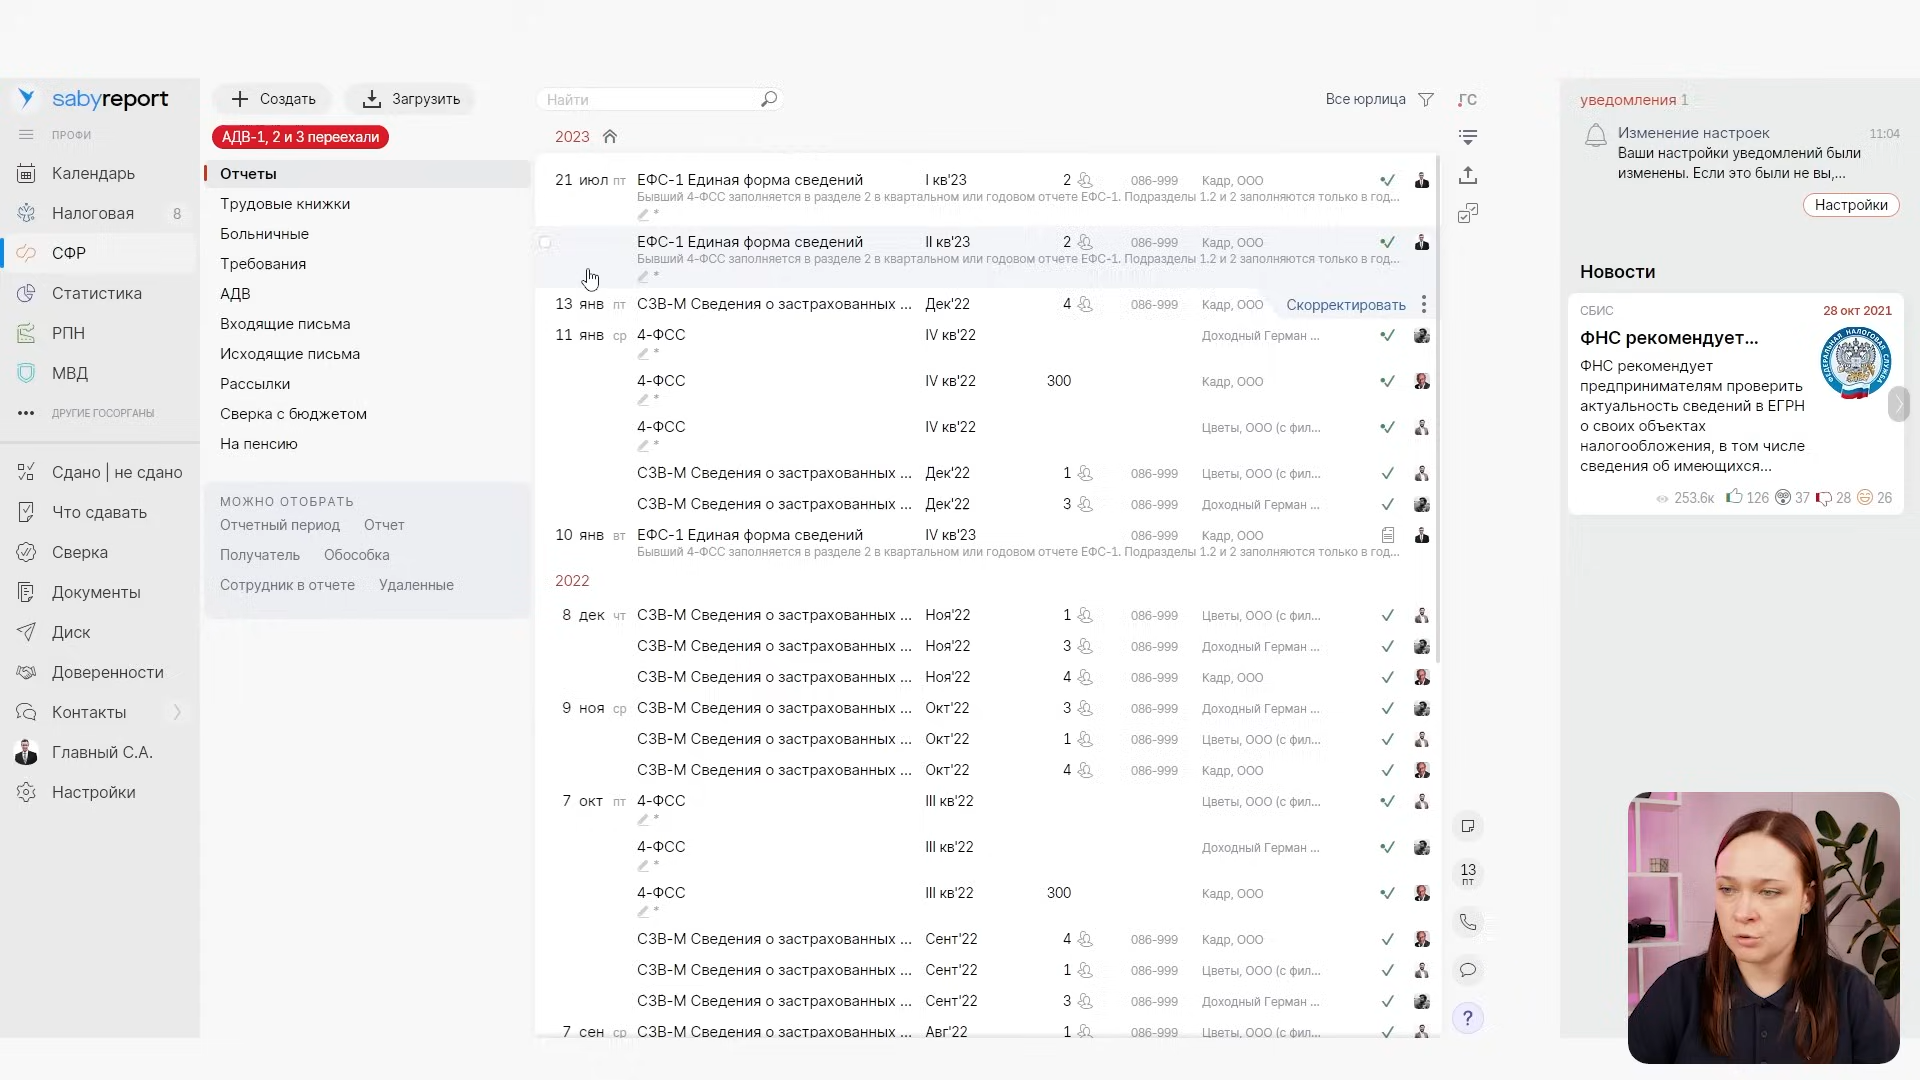 sabyreport
ПРОФИ
Календарь
Налоговая 8
СФР
Статистика
РПН
МВД
ДРУГИЕ ГОСОРГАНЫ
Сдано | не сдано
Что сдавать
Сверка
Документы
Диск
Доверенности
Контакты
Главный С.А.
Настройки
Создать
Загрузить
АДВ-1, 2 и 3 переехали
Отчеты
Трудовые книжки
Больничные
Требования
АДВ
Входящие письма
Исходящие письма
Рассылки
Сверка с бюджетом
На пенсию
МОЖНО ОТОБРАТЬ
Отчетный период Отчет
Получатель Обособка
Сотрудник в отчете Удаленные
Найти
Все юрлица
2023
21 июл пт ЕФС-1 Единая форма сведений I кв'23 2 086-999 Кадр, ООО
Бывший 4-ФСС заполняется в разделе 2 в квартальном или годовом отчете ЕФС-1. Подразделы 1.2 и 2 заполняются только в год...
*
ЕФС-1 Единая форма сведений II кв'23 2 086-999 Кадр, ООО
Бывший 4-ФСС заполняется в разделе 2 в квартальном или годовом отчете ЕФС-1. Подразделы 1.2 и 2 заполняются только в год...
*
13 янв пт СЗВ-М Сведения о застрахованных ... Дек'22 4 086-999 Кадр, ООО Скорректировать
11 янв ср 4-ФСС IV кв'22 Доходный Герман ...
*
4-ФСС IV кв'22 300 Кадр, ООО
*
4-ФСС IV кв'22 Цветы, ООО (с фил...
*
СЗВ-М Сведения о застрахованных ... Дек'22 1 086-999 Цветы, ООО (с фил...
СЗВ-М Сведения о застрахованных ... Дек'22 3 086-999 Доходный Герман ...
10 янв вт ЕФС-1 Единая форма сведений IV кв'23 086-999 Кадр, ООО
Бывший 4-ФСС заполняется в разделе 2 в квартальном или годовом отчете ЕФС-1. Подразделы 1.2 и 2 заполняются только в год...
2022
8 дек чт СЗВ-М Сведения о застрахованных ... Ноя'22 1 086-999 Цветы, ООО (с фил...
СЗВ-М Сведения о застрахованных ... Ноя'22 3 086-999 Доходный Герман ...
СЗВ-М Сведения о застрахованных ... Ноя'22 4 086-999 Кадр, ООО
9 ноя ср СЗВ-М Сведения о застрахованных ... Окт'22 3 086-999 Доходный Герман ...
СЗВ-М Сведения о застрахованных ... Окт'22 1 086-999 Цветы, ООО (с фил...
СЗВ-М Сведения о застрахованных ... Окт'22 4 086-999 Кадр, ООО
7 окт пт 4-ФСС III кв'22 Цветы, ООО (с фил...
*
4-ФСС III кв'22 Доходный Герман ...
*
4-ФСС III кв'22 300 Кадр, ООО
*
СЗВ-М Сведения о застрахованных ... Сент'22 4 086-999 Кадр, ООО
СЗВ-М Сведения о застрахованных ... Сент'22 1 086-999 Цветы, ООО (с фил...
СЗВ-М Сведения о застрахованных ... Сент'22 3 086-999 Доходный Герман ...
7 сен ср СЗВ-М Сведения о застрахованных ... Авг'22 1 086-999 Цветы, ООО (с фил...
ГС
13
пт
?
уведомления 1
Изменение настроек 11:04
Ваши настройки уведомлений были
изменены. Если это были не вы,...
Настройки
Новости
СБИС 28 окт 2021
ФНС рекомендует...
ФНС рекомендует
предпринимателям проверить
актуальность сведений в ЕГРН
о своих объектах
налогообложения, в том числе
сведения об имеющихся...
ФЕДЕРАЛЬНАЯ НАЛОГОВАЯ СЛУЖБА
253.6к 126 37 28 26